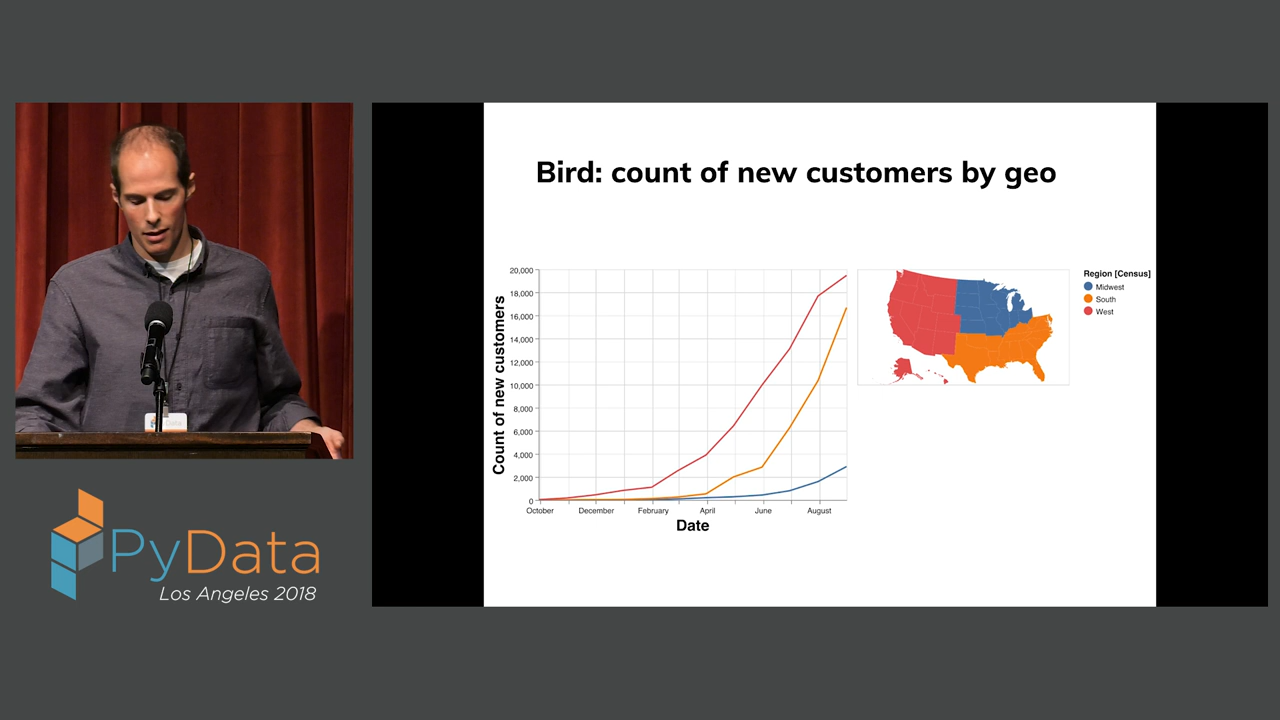 Bird: count of new customers by geo
Count of new customers
20,000
18,000
16,000
14,000
12,000
10,000
8,000
6,000
4,000
2,000
0
October
December
February
April
June
August
Date
Region [Census]
Midwest
South
West
PyData
Los Angeles 2018